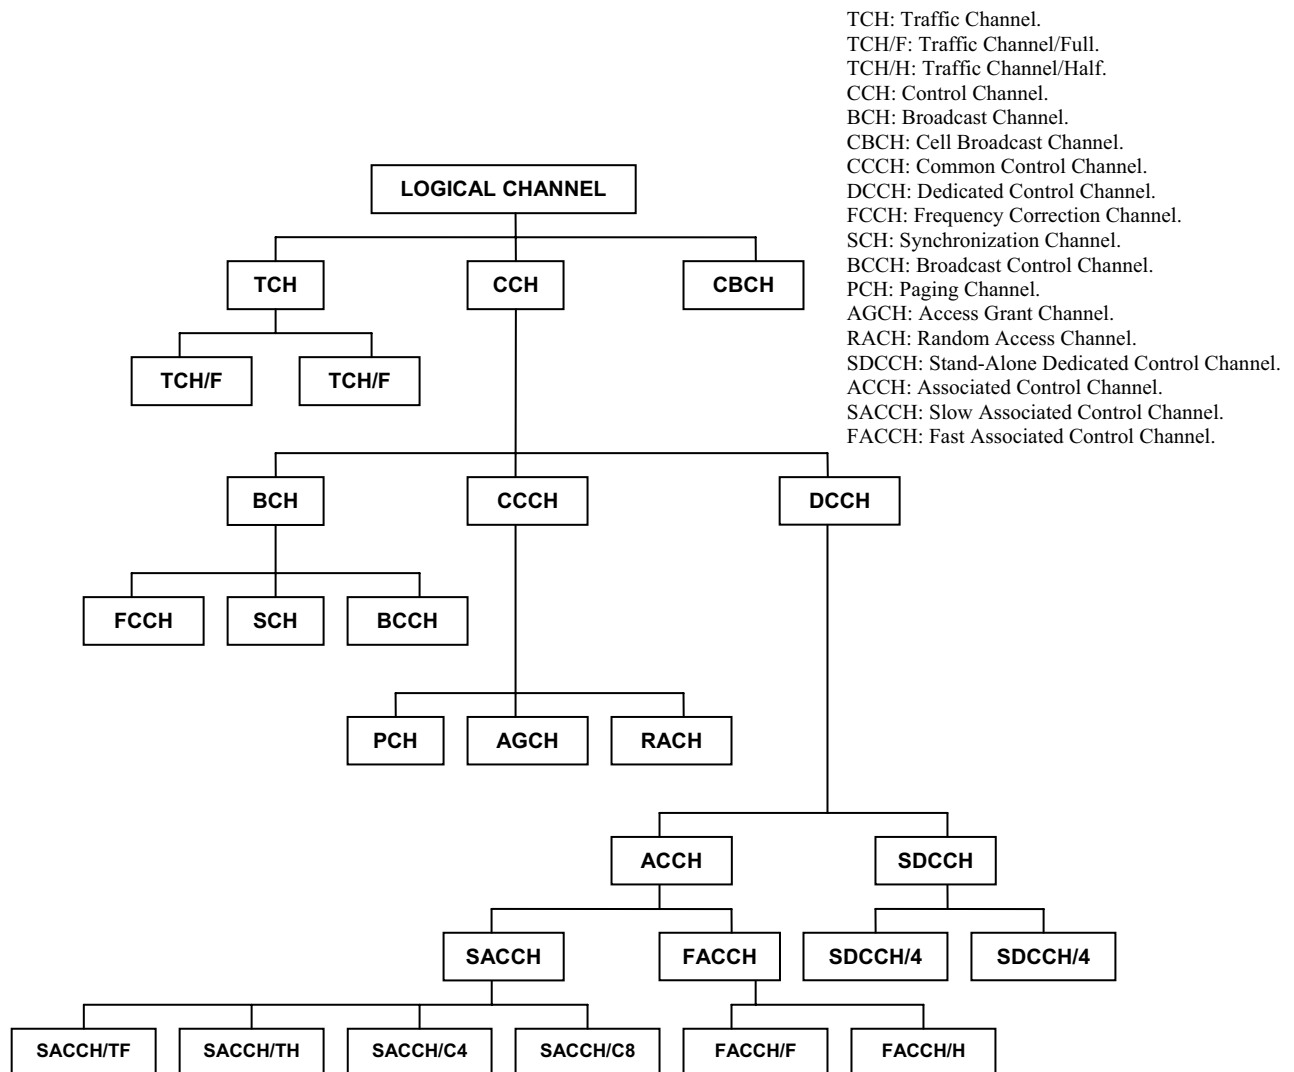 TCH: Traffic Channel.
TCH/F: Traffic Channel/Full.
TCH/H: Traffic Channel/Half.
CCH: Control Channel.
BCH: Broadcast Channel.
CBCH: Cell Broadcast Channel.
CCCH: Common Control Channel.
DCCH: Dedicated Control Channel.
FCCH: Frequency Correction Channel.
SCH: Synchronization Channel.
BCCH: Broadcast Control Channel.
PCH: Paging Channel.
AGCH: Access Grant Channel.
RACH: Random Access Channel.
SDCCH: Stand-Alone Dedicated Control Channel.
ACCH: Associated Control Channel.
SACCH: Slow Associated Control Channel.
FACCH: Fast Associated Control Channel.
LOGICAL CHANNEL
TCH CCH CBCH
TCH/F TCH/F
BCH CCCH DCCH
FCCH SCH BCCH
PCH AGCH RACH
ACCH SDCCH
SACCH FACCH SDCCH/4 SDCCH/4
SACCH/TF SACCH/TH SACCH/C4 SACCH/C8 FACCH/F FACCH/H